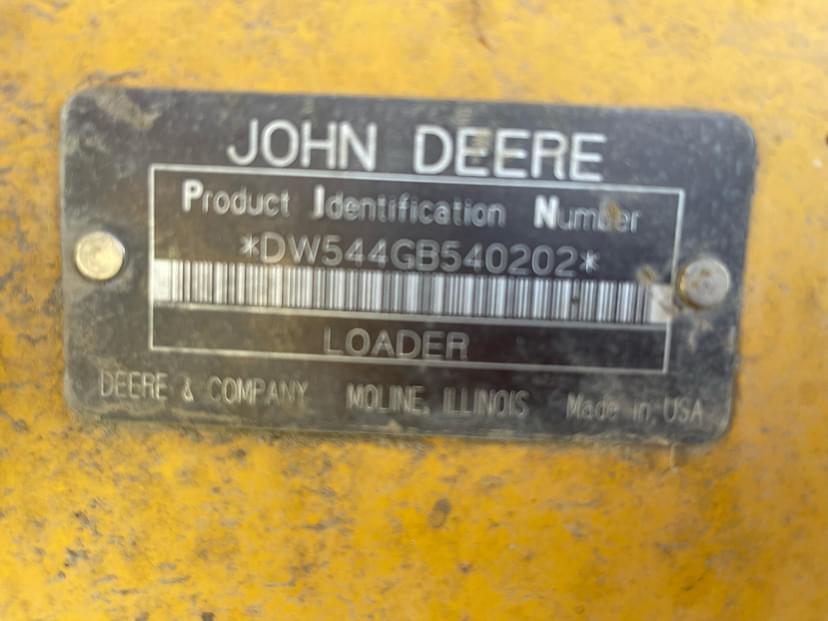 JOHN DEERE
Product Identification Number
*DW544GB540202*
LOADER
DEERE & COMPANY MOLINE, ILLINOIS Made in USA